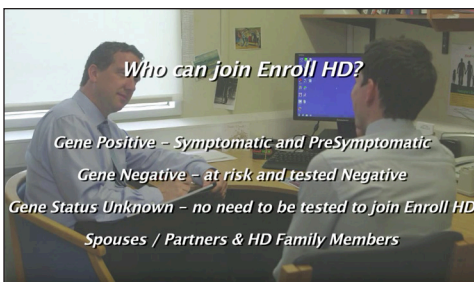 Who can join Enroll HD?
Gene Positive – Symptomatic and PreSymptomatic
Gene Negative – at risk and tested Negative
Gene Status Unknown – no need to be tested to join Enroll HD
Spouses / Partners & HD Family Members